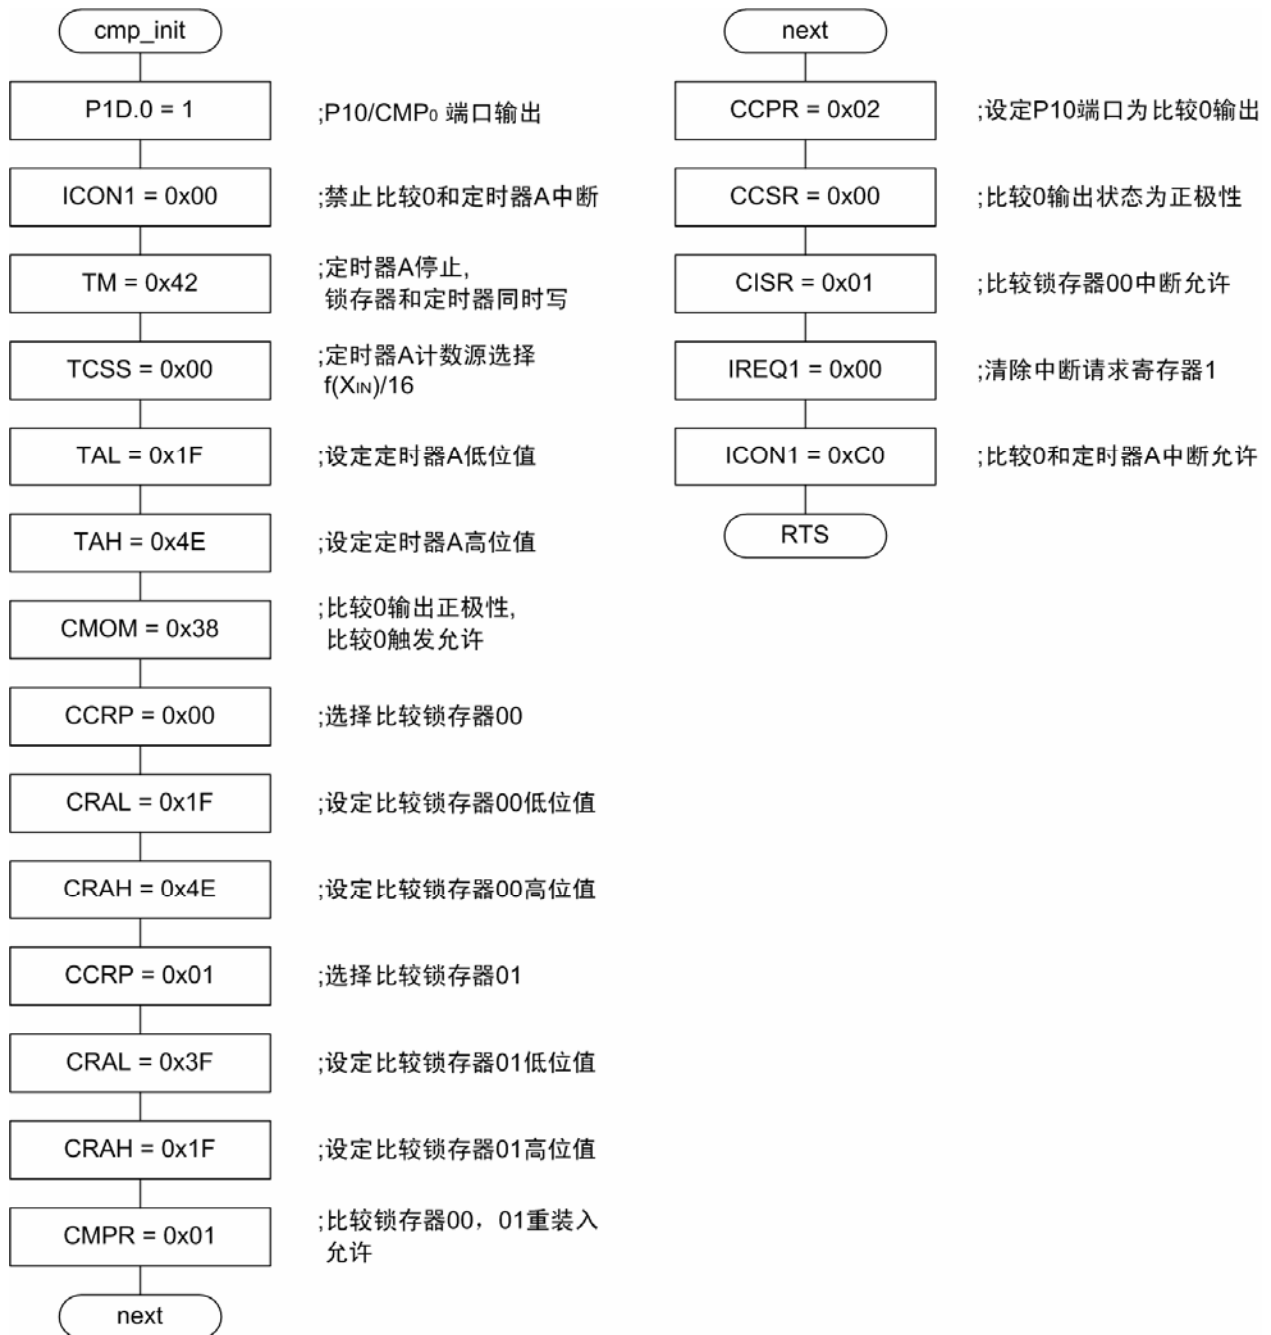 cmp_init
P1D.0 = 1
;P10/CMP0 端口输出
ICON1 = 0x00
;禁止比较0和定时器A中断
TM = 0x42
;定时器A停止,
锁存器和定时器同时写
TCSS = 0x00
;定时器A计数源选择
f(XIN)/16
TAL = 0x1F
;设定定时器A低位值
TAH = 0x4E
;设定定时器A高位值
CMOM = 0x38
;比较0输出正极性,
比较0触发允许
CCRP = 0x00
;选择比较锁存器00
CRAL = 0x1F
;设定比较锁存器00低位值
CRAH = 0x4E
;设定比较锁存器00高位值
CCRP = 0x01
;选择比较锁存器01
CRAL = 0x3F
;设定比较锁存器01低位值
CRAH = 0x1F
;设定比较锁存器01高位值
CMPR = 0x01
;比较锁存器00，01重装入
允许
next
next
CCPR = 0x02
;设定P10端口为比较0输出
CCSR = 0x00
;比较0输出状态为正极性
CISR = 0x01
;比较锁存器00中断允许
IREQ1 = 0x00
;清除中断请求寄存器1
ICON1 = 0xC0
;比较0和定时器A中断允许
RTS